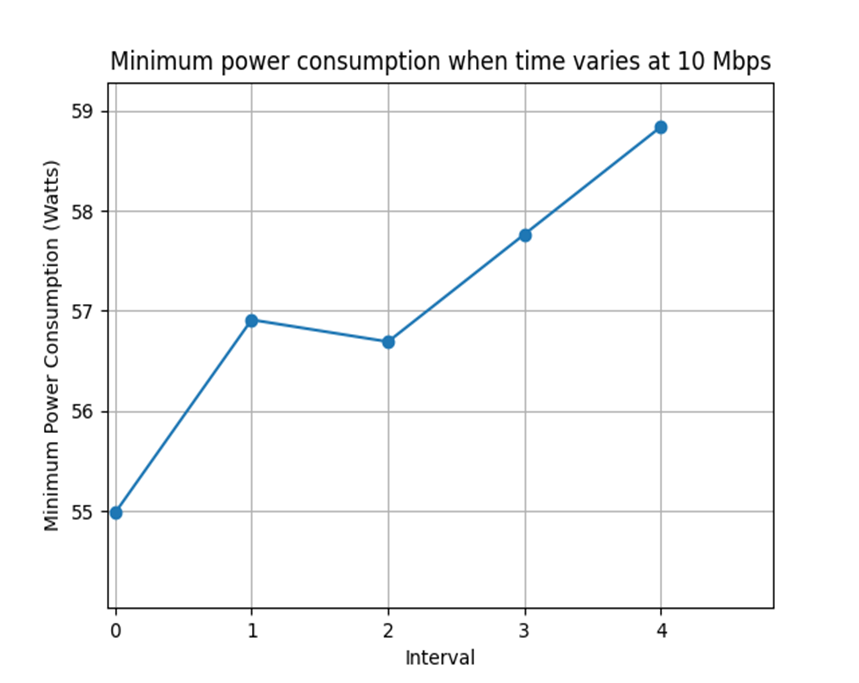 Minimum power consumption when time varies at 10 Mbps
Minimum Power Consumption (Watts)
59
58
57
56
55
0 1 2 3 4
Interval